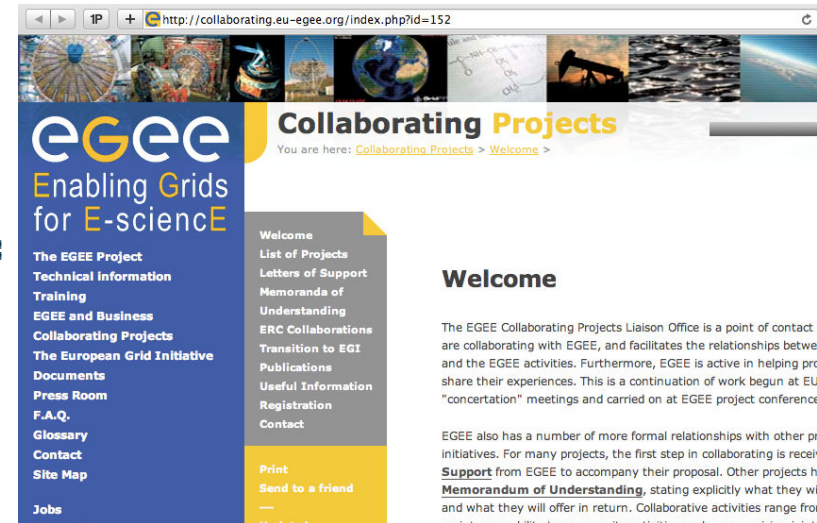 1P
+
http://collaborating.eu-egee.org/index.php?id=152
egee
Enabling Grids
for E-sciencE
The EGEE Project
Technical information
Training
EGEE and Business
Collaborating Projects
The European Grid Initiative
Documents
Press Room
F.A.Q.
Glossary
Contact
Site Map
Jobs
Collaborating Projects
You are here: Collaborating Projects > Welcome >
Welcome
List of Projects
Letters of Support
Memoranda of
Understanding
ERC Collaborations
Transition to EGI
Publications
Useful Information
Registration
Contact
Print
Send to a friend
—
Welcome
The EGEE Collaborating Projects Liaison Office is a point of contact
are collaborating with EGEE, and facilitates the relationships betwe
and the EGEE activities. Furthermore, EGEE is active in helping pro
share their experiences. This is a continuation of work begun at EU
"concertation" meetings and carried on at EGEE project conference
EGEE also has a number of more formal relationships with other pr
initiatives. For many projects, the first step in collaborating is recei
Support from EGEE to accompany their proposal. Other projects h
Memorandum of Understanding, stating explicitly what they wi
and what they will offer in return. Collaborative activities range fro